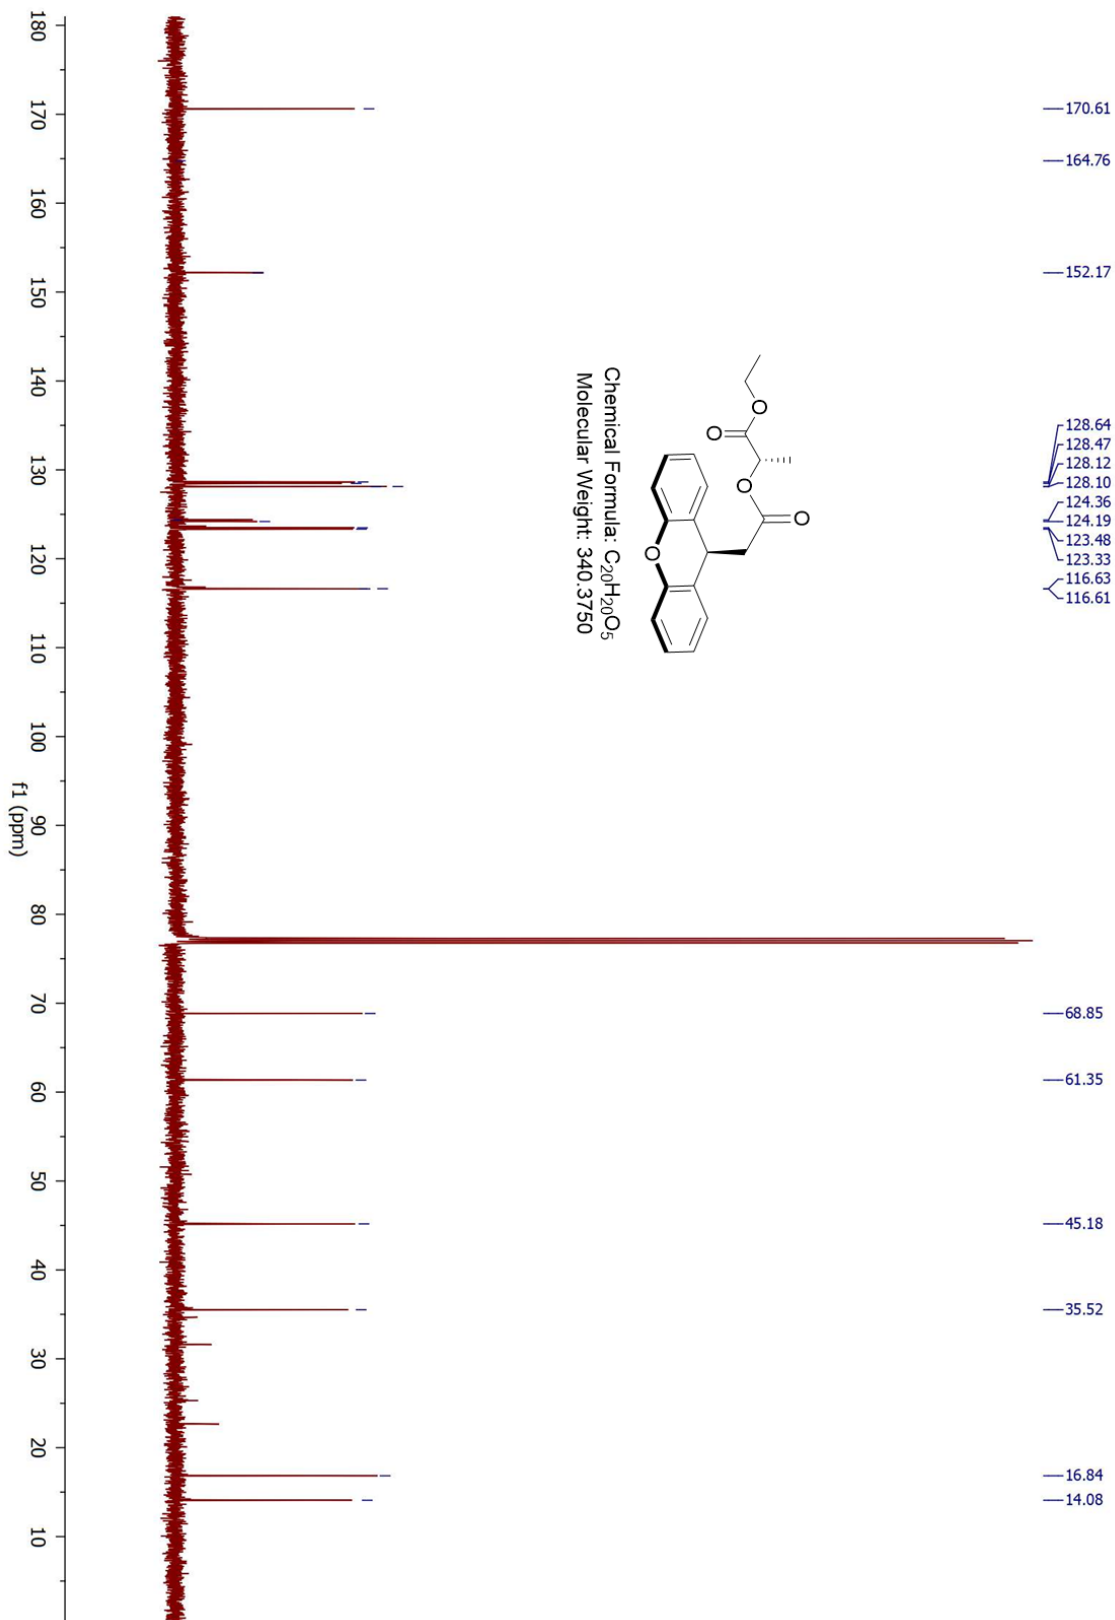 170.61
164.76
152.17
128.64
128.47
128.12
128.10
124.36
124.19
123.48
123.33
116.63
116.61
68.85
61.35
45.18
35.52
16.84
14.08
O
O
O
O
O
Chemical Formula: C₂₀H₂₀O₅
Molecular Weight: 340.3750
180 170 160 150 140 130 120 110 100 90 80 70 60 50 40 30 20 10
f1 (ppm)